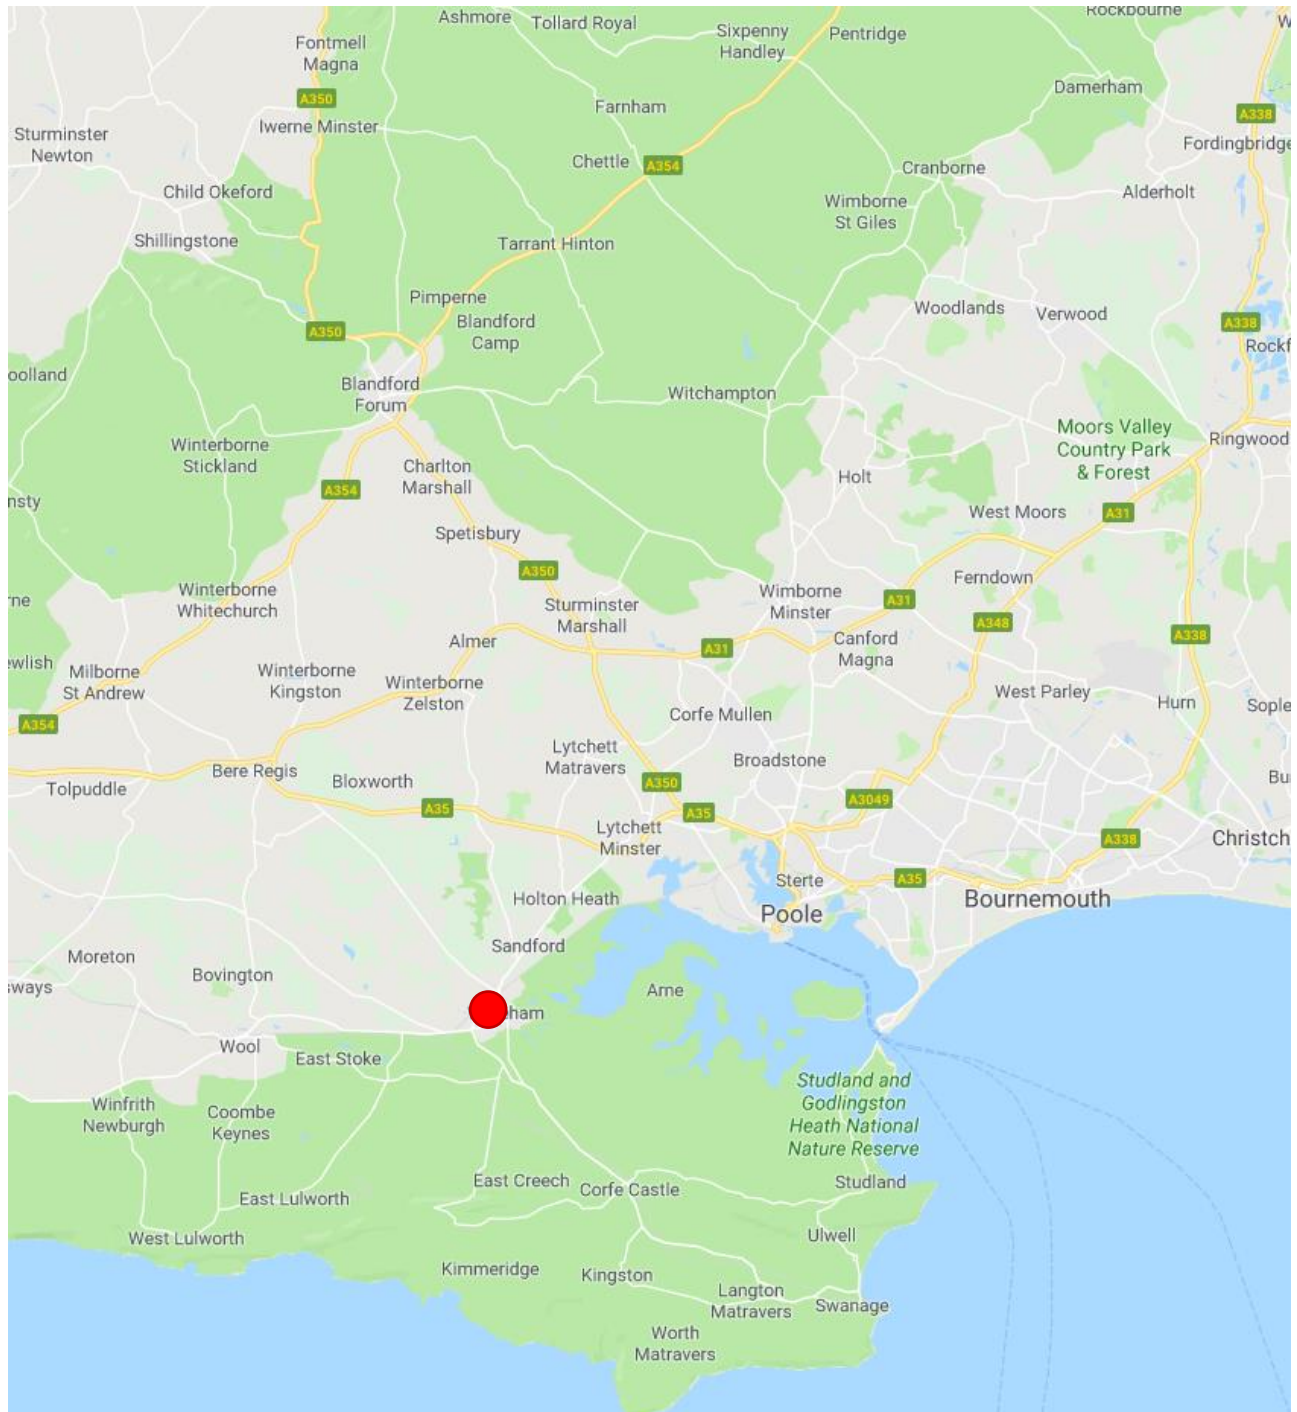 Ashmore
Tollard Royal
Sixpenny
Handley
Pentridge
Rockbourne
Fontmell
Magna
A350
Damerham
Farnham
A338
Iwerne Minster
Sturminster
Newton
Fordingbridge
Chettle
A354
Cranborne
Child Okeford
Alderholt
Wimborne
St Giles
Shillingstone
Tarrant Hinton
Pimperne
Woodlands
Verwood
A350
Blandford
Camp
A338
Rockf
oolland
Blandford
Forum
Witchampton
Moors Valley
Country Park
& Forest
Ringwood
Winterborne
Stickland
Charlton
Marshall
Holt
A354
nsty
West Moors
A31
Spetisbury
A350
Ferndown
Winterborne
Whitechurch
Wimborne
Minster
A31
rne
Sturminster
Marshall
A348
Almer
A31
Canford
Magna
A338
ewlish
Milborne
St Andrew
Winterborne
Kingston
Winterborne
Zelston
West Parley
Hurn
Sople
Corfe Mullen
A354
Lytchett
Matravers
Broadstone
Bere Regis
Bloxworth
A350
Bu
Tolpuddle
A3049
A35
A35
Lytchett
Minster
A338
Christch
Sterte
A35
Holton Heath
Poole
Bournemouth
Sandford
Moreton
Bovington
sways
Arne
eham
Wool
East Stoke
Studland and
Godlingston
Heath National
Nature Reserve
Winfrith
Newburgh
Coombe
Keynes
East Creech
Corfe Castle
Studland
East Lulworth
West Lulworth
Ulwell
Kimmeridge
Kingston
Langton
Matravers
Swanage
Worth
Matravers